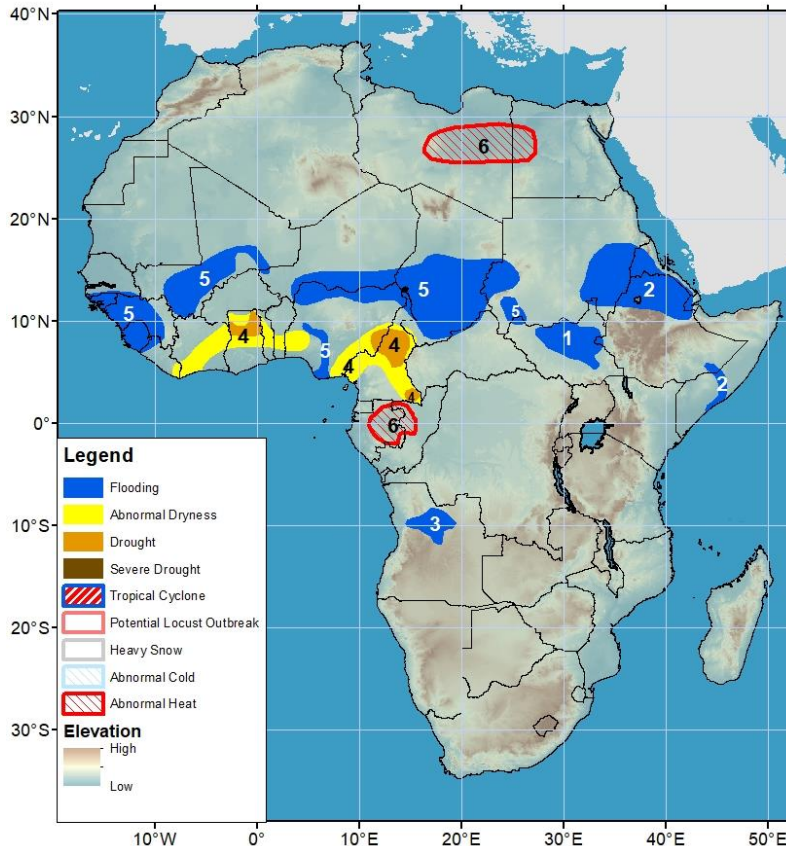 40°N
30°N
20°N
10°N
0°
10°S
20°S
30°S
10°W
0°
10°E
20°E
30°E
40°E
50°E
6
5
5
5
2
5
1
4
5
4
4
2
4
6
3
Legend
Flooding
Abnormal Dryness
Drought
Severe Drought
Tropical Cyclone
Potential Locust Outbreak
Heavy Snow
Abnormal Cold
Abnormal Heat
Elevation
High
Low